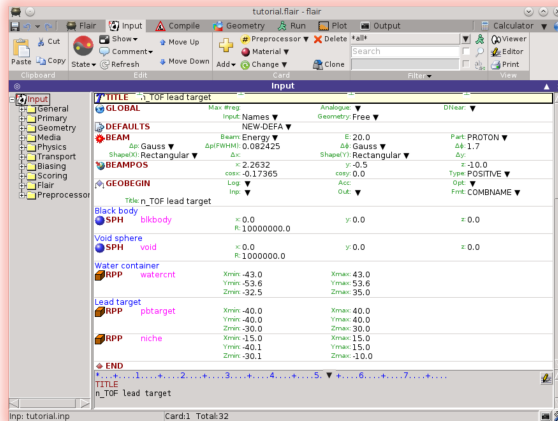 tutorial.flair - flair
Flair Input Compile Geometry Run Plot Output Calculator
Paste Cut Copy
State Show Comment Refresh
Move Up Move Down
Add Preprocessor Material Change Delete Clone
*all* Search
Viewer Editor Print
Clipboard Edit Card Filter View
Input
Input
General
Primary
Geometry
Media
Physics
Transport
Biasing
Scoring
Flair
Preprocessor
TITLE n_TOF lead target
GLOBAL Max #reg: Analogue: DNear:
Input: Names Geometry: Free
DEFAULTS NEW-DEFA
BEAM Beam: Energy E: 20.0 Part: PROTON
Δp: Gauss Δp(FWHM): 0.082425 Δϕ: Gauss Δϕ: 1.7
Shape(X): Rectangular Δx: Shape(Y): Rectangular Δy:
BEAMPOS x: 2.2632 y: -0.5 z: -10.0
cosx: -0.17365 cosy: 0.0 Type: POSITIVE
GEOBEGIN Log: Acc: Opt:
Inp: Out: Fmt: COMBNAME
Title: n_TOF lead target
Black body
SPH blkbody x: 0.0 y: 0.0 z: 0.0
R: 10000000.0
Void sphere
SPH void x: 0.0 y: 0.0 z: 0.0
R: 1000000.0
Water container
RPP watercnt Xmin: -43.0 Xmax: 43.0
Ymin: -53.6 Ymax: 53.6
Zmin: -32.5 Zmax: 35.0
Lead target
RPP pbtarget Xmin: -40.0 Xmax: 40.0
Ymin: -40.0 Ymax: 40.0
Zmin: -30.0 Zmax: 30.0
RPP niche Xmin: -15.0 Xmax: 15.0
Ymin: -40.1 Ymax: 15.0
Zmin: -30.1 Zmax: -10.0
END
*...+....1....+....2....+....3....+....4....+....5. +....6....+....7....+....
TITLE
n_TOF lead target
Inp: tutorial.inp Card:1 Total:32